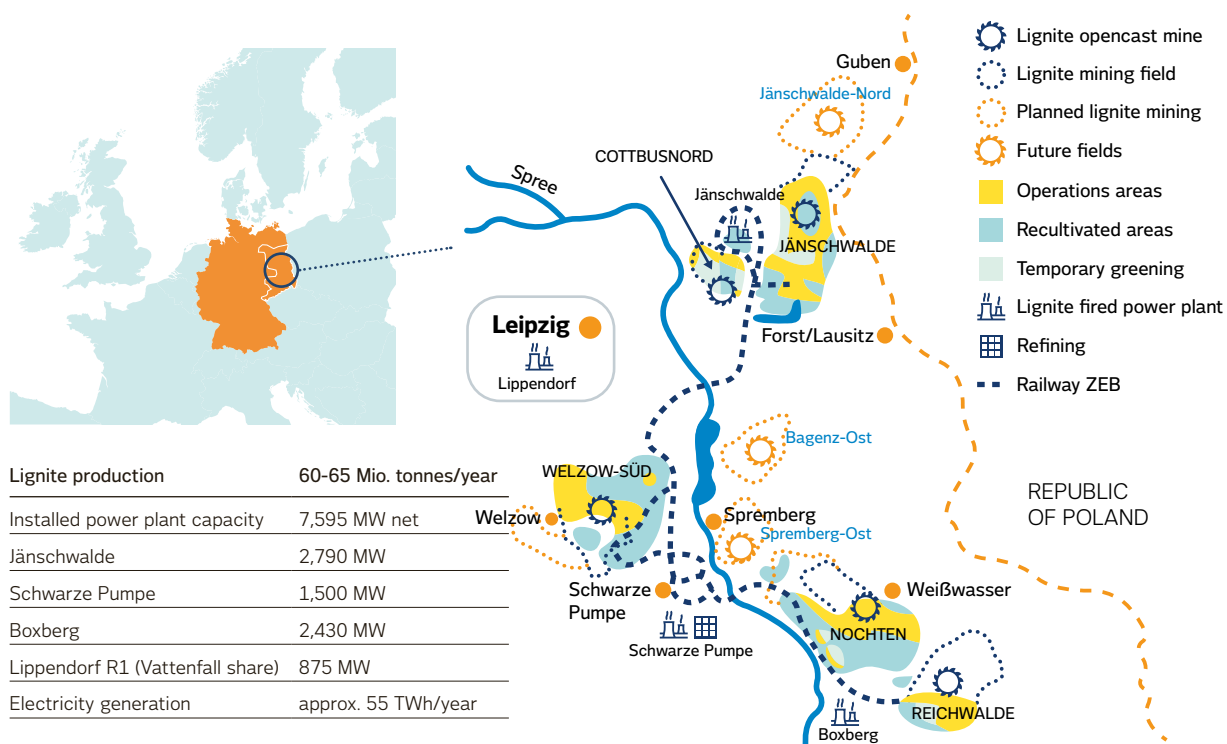 Guben
Jänschwalde-Nord
COTTBUSNORD
Spree
Jänschwalde
JÄNSCHWALDE
Leipzig
Lippendorf
Forst/Lausitz
Bagenz-Ost
WELZOW-SÜD
Welzow
Spremberg
Spremberg-Ost
REPUBLIC
OF POLAND
Schwarze
Pumpe
Weißwasser
NOCHTEN
Schwarze Pumpe
REICHWALDE
Boxberg
Lignite opencast mine
Lignite mining field
Planned lignite mining
Future fields
Operations areas
Recultivated areas
Temporary greening
Lignite fired power plant
Refining
Railway ZEB
Lignite production 60-65 Mio. tonnes/year
Installed power plant capacity 7,595 MW net
Jänschwalde 2,790 MW
Schwarze Pumpe 1,500 MW
Boxberg 2,430 MW
Lippendorf R1 (Vattenfall share) 875 MW
Electricity generation approx. 55 TWh/year